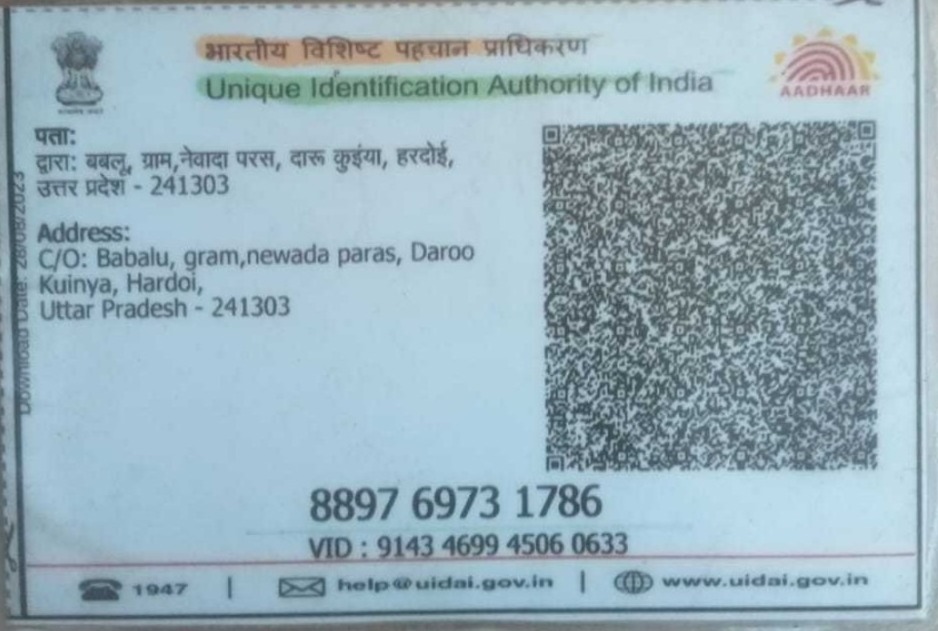 भारतीय विशिष्ट पहचान प्राधिकरण
Unique Identification Authority of India
AADHAAR
पता:
द्वारा: बबलू, ग्राम,नेवादा परस, दारू कुइंया, हरदोई,
उत्तर प्रदेश - 241303
Address:
C/O: Babalu, gram,newada paras, Daroo
Kuinya, Hardoi,
Uttar Pradesh - 241303
Download Date: 28/08/2023
8897 6973 1786
VID : 9143 4699 4506 0633
1947 | help@uidai.gov.in | www.uidai.gov.in